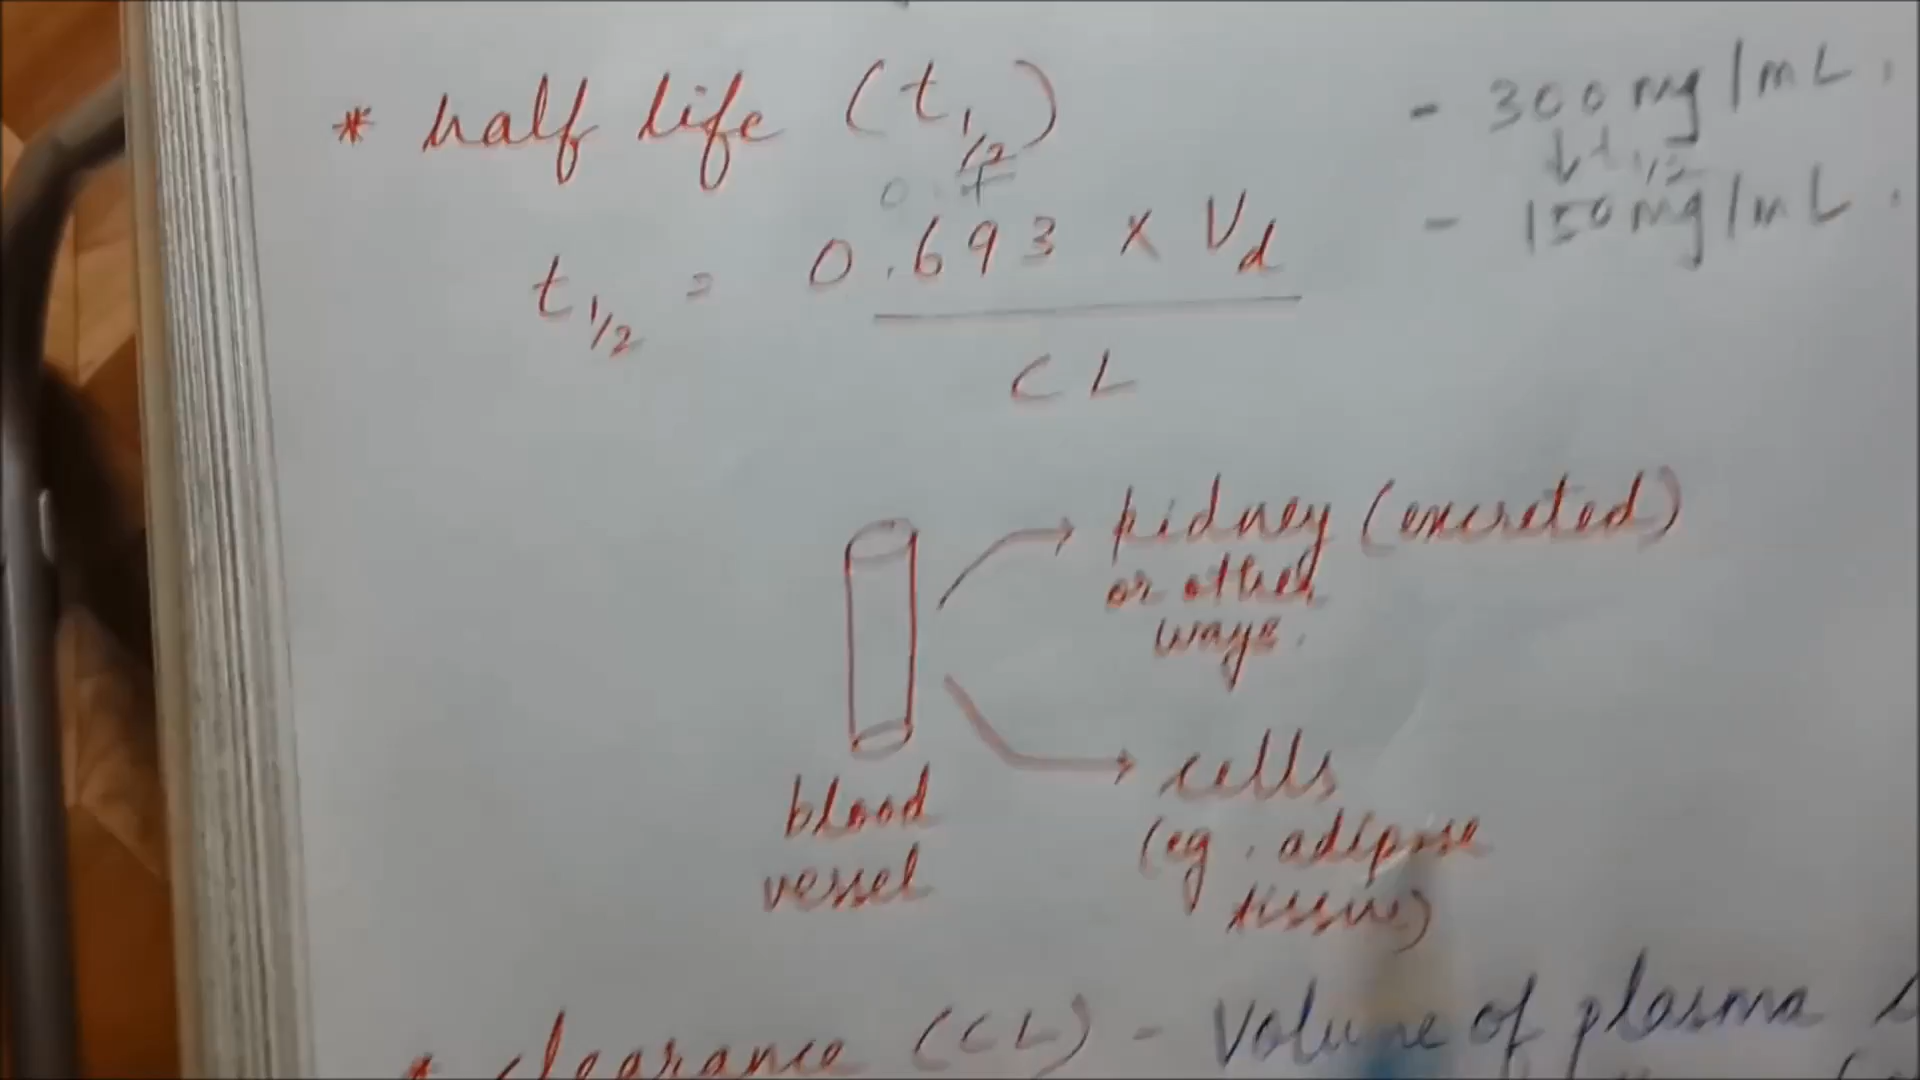 * half life (t1/2)
0.7
t1/2 = 0.693 x Vd
CL
- 300 mg/mL.
↓ t1/2
- 150 mg/mL.
kidney (excreted)
or other
ways.
blood
vessel
cells
(eg. adipose
tissue)
* clearance (CL) - Volume of plasma